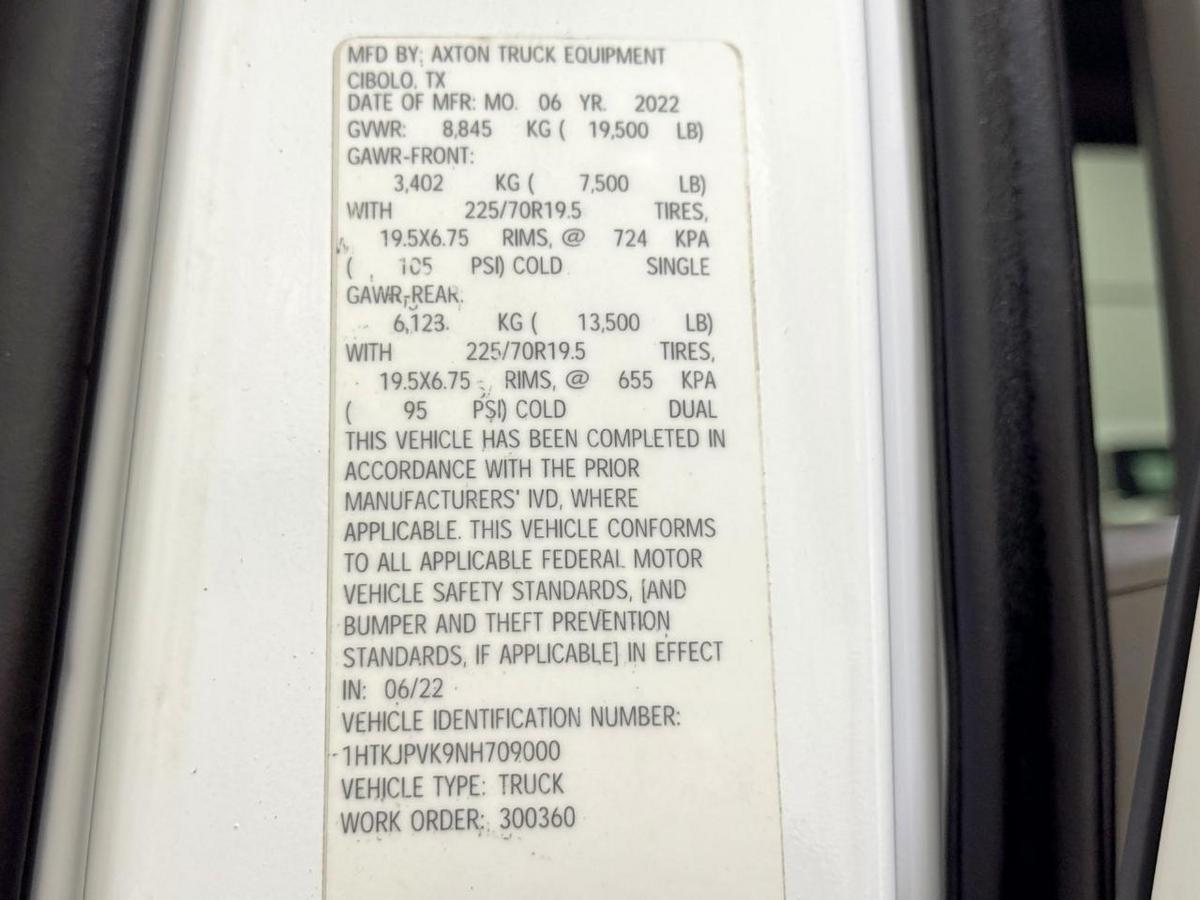 MFD BY: AXTON TRUCK EQUIPMENT
CIBOLO, TX
DATE OF MFR: MO. 06 YR. 2022
GVWR: 8,845 KG ( 19,500 LB)
GAWR-FRONT:
3,402 KG ( 7,500 LB)
WITH 225/70R19.5 TIRES,
19.5X6.75 RIMS, @ 724 KPA
( 105 PSI) COLD SINGLE
GAWR-REAR:
6,123 KG ( 13,500 LB)
WITH 225/70R19.5 TIRES,
19.5X6.75 RIMS, @ 655 KPA
( 95 PSI) COLD DUAL
THIS VEHICLE HAS BEEN COMPLETED IN
ACCORDANCE WITH THE PRIOR
MANUFACTURERS' IVD, WHERE
APPLICABLE. THIS VEHICLE CONFORMS
TO ALL APPLICABLE FEDERAL MOTOR
VEHICLE SAFETY STANDARDS, [AND
BUMPER AND THEFT PREVENTION
STANDARDS, IF APPLICABLE] IN EFFECT
IN: 06/22
VEHICLE IDENTIFICATION NUMBER:
1HTKJPVK9NH709000
VEHICLE TYPE: TRUCK
WORK ORDER: 300360